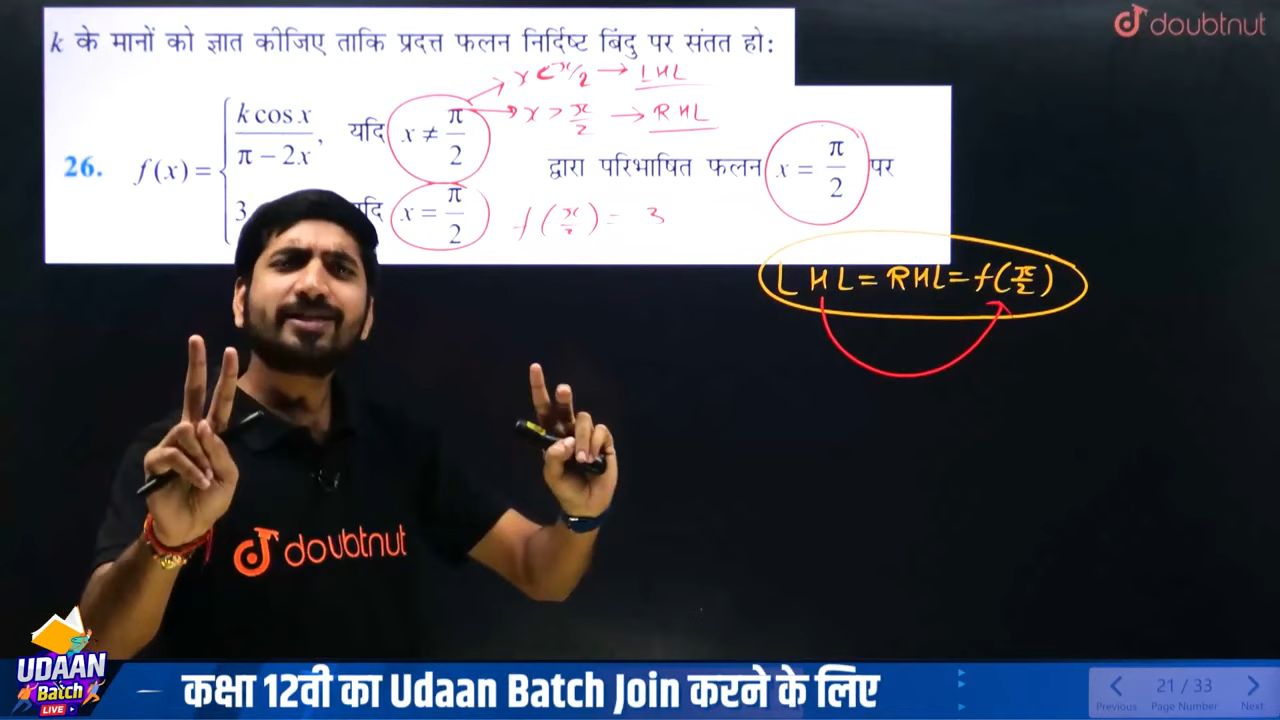 doubtnut
k के मानों को ज्ञात कीजिए ताकि प्रदत्त फलन निर्दिष्ट बिंदु पर संतत हो:
x < π/2 → LHL
x > π/2 → RHL
26. f(x) = { k cos x / π − 2x, यदि x ≠ π/2
3 x = π/2
द्वारा परिभाषित फलन x = π/2 पर
f(π/2) = 3
LHL = RHL = f(π/2)
doubtnut
UDAAN
Batch
LIVE
कक्षा 12वी का Udaan Batch Join करने के लिए
21 / 33
Previous Page Number Next